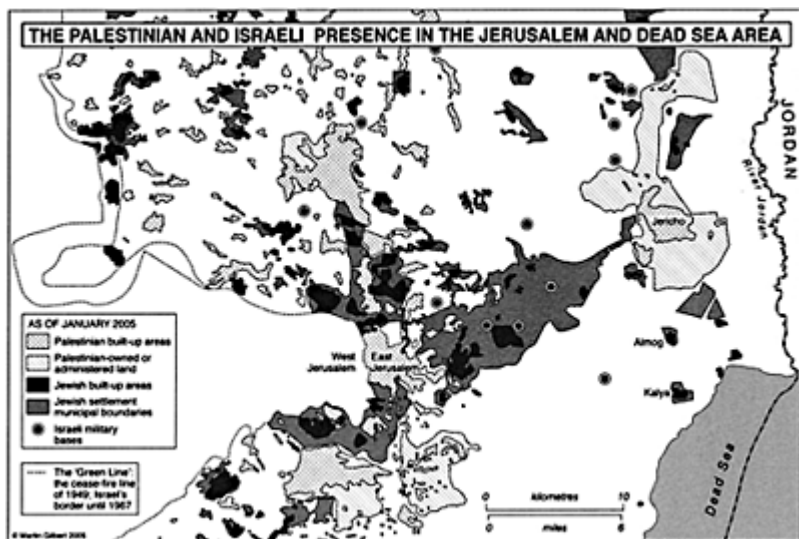 THE PALESTINIAN AND ISRAELI PRESENCE IN THE JERUSALEM AND DEAD SEA AREA
JORDAN
River Jordan
Jericho
AS OF JANUARY 2005
Palestinian built-up areas
Palestinian-owned or
administered land
Jewish built-up areas
Jewish settlement
municipal boundaries
Israeli military
bases
West
Jerusalem
East
Jerusalem
Almog
Kalya
The 'Green Line':
the cease-fire line
of 1949; Israel's
border until 1967
0 kilometres 10
0 miles 6
Dead Sea
© Martin Gilbert 2005